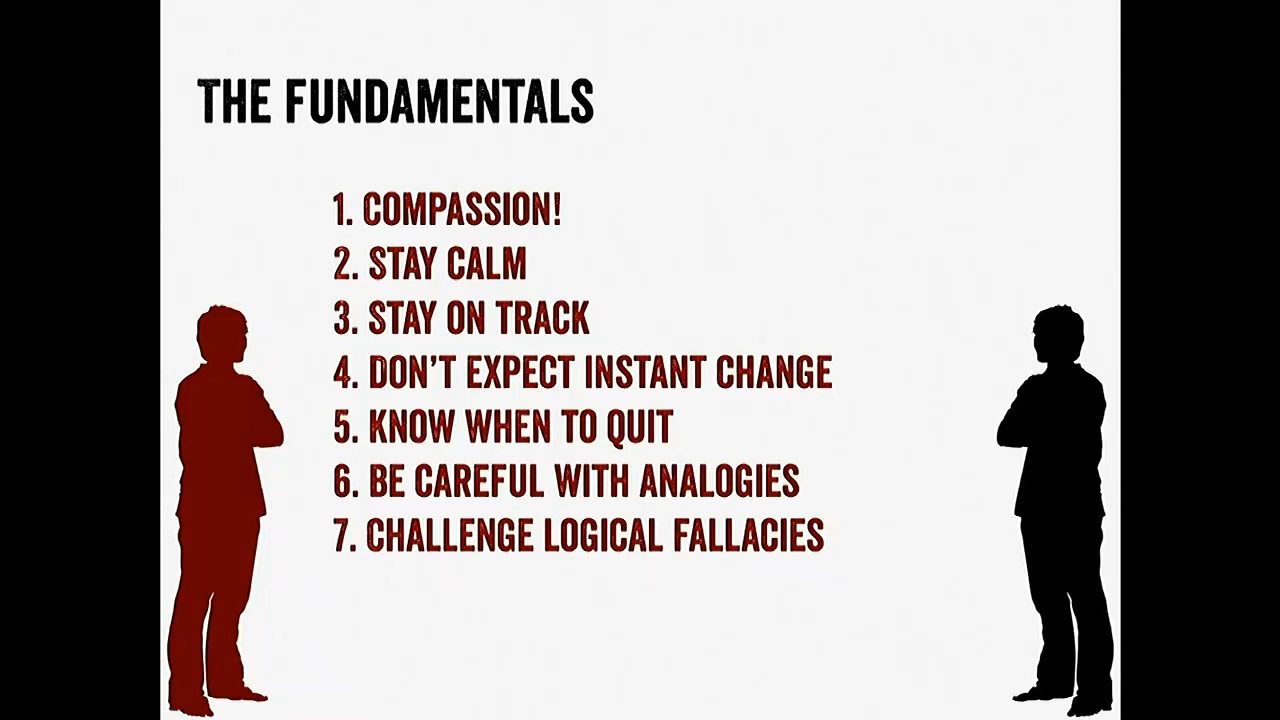 THE FUNDAMENTALS
1. COMPASSION!
2. STAY CALM
3. STAY ON TRACK
4. DON’T EXPECT INSTANT CHANGE
5. KNOW WHEN TO QUIT
6. BE CAREFUL WITH ANALOGIES
7. CHALLENGE LOGICAL FALLACIES